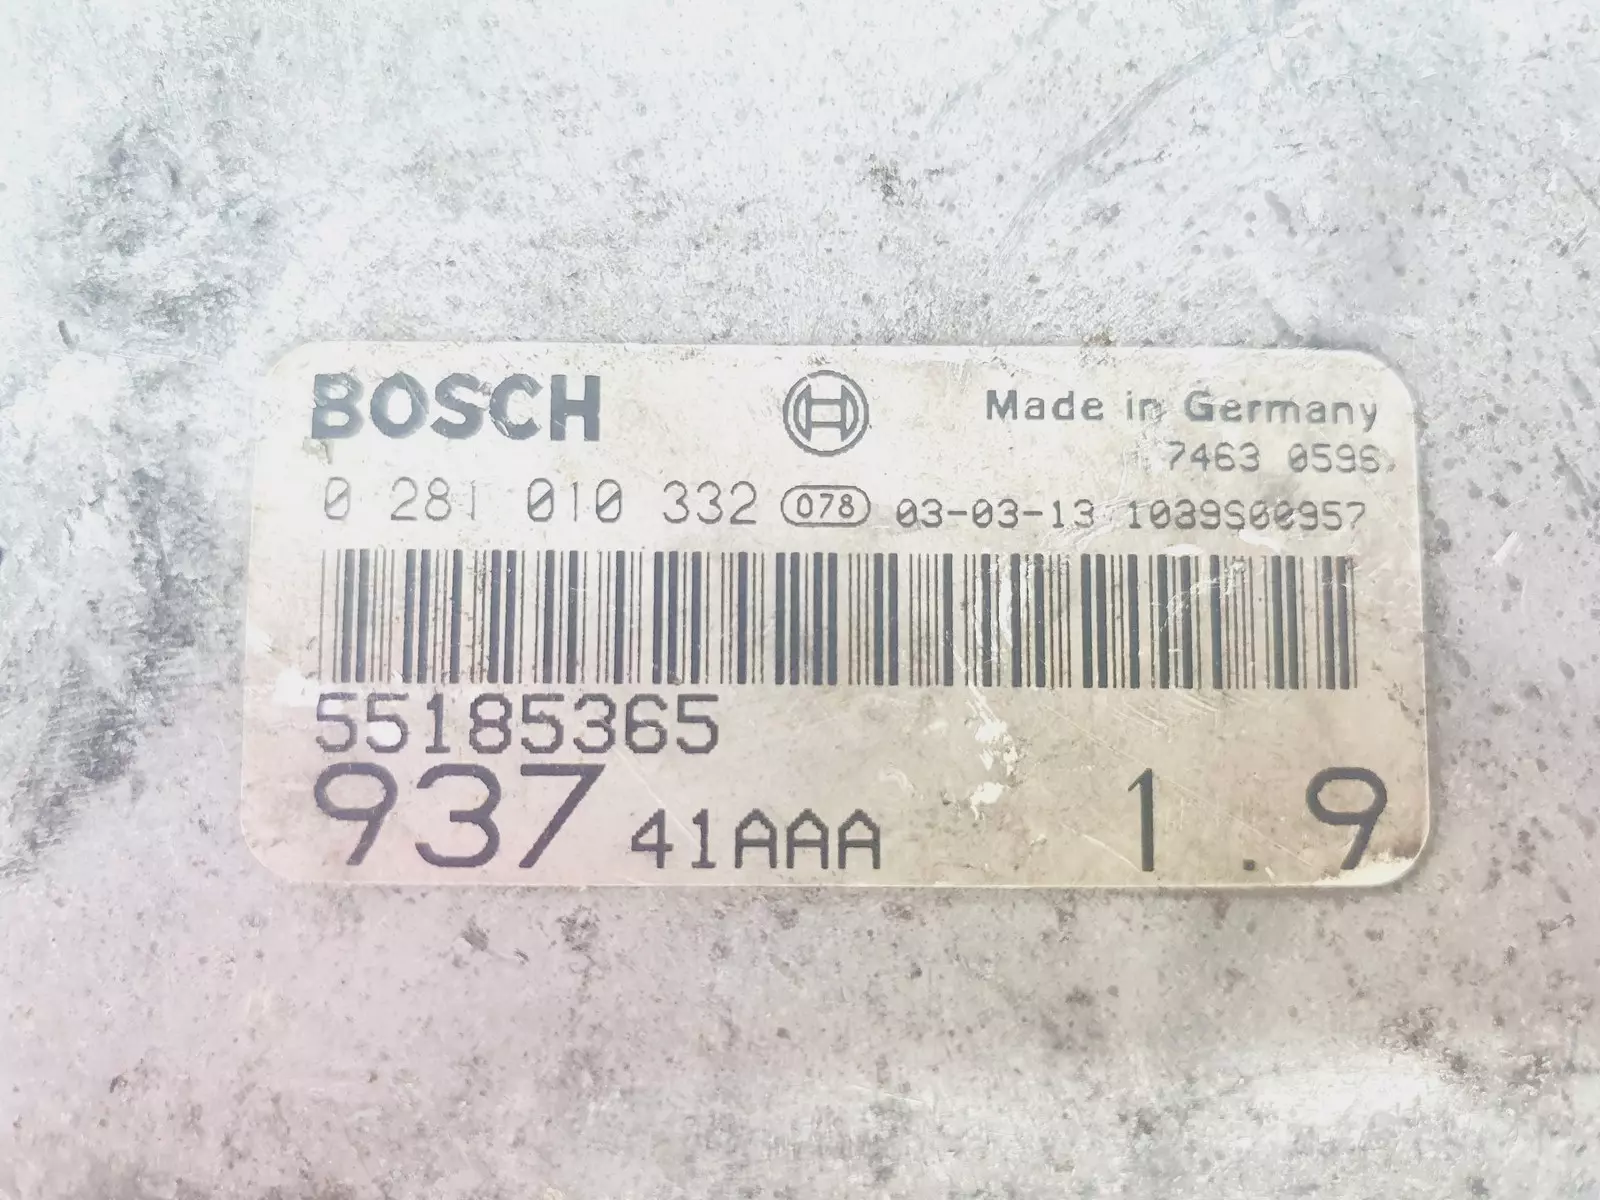 BOSCH Made in Germany
7463 0596
0 281 010 332 078 03-03-13 1039S00957
55185365
937 41AAA 1.9